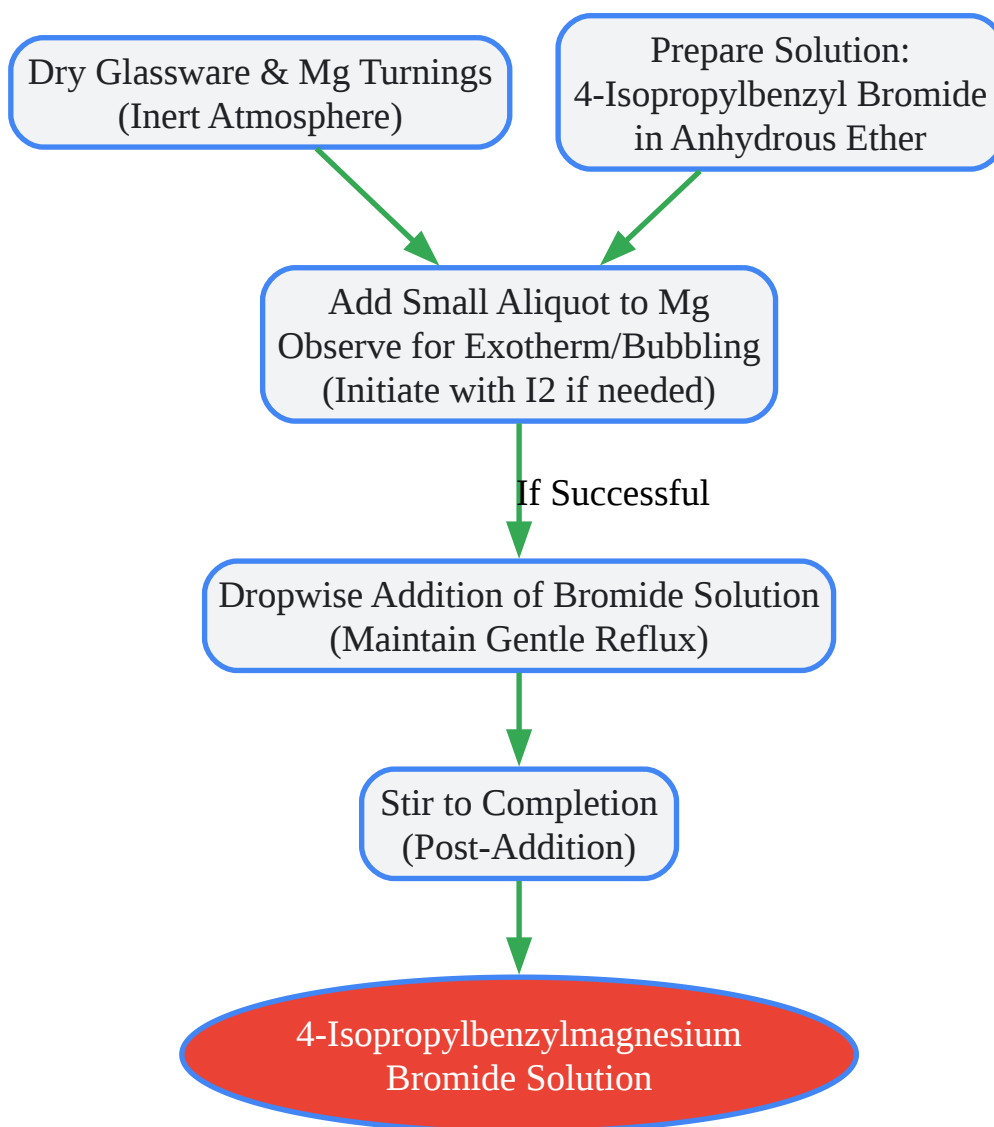 Dry Glassware & Mg Turnings
(Inert Atmosphere)
Prepare Solution:
4-Isopropylbenzyl Bromide
in Anhydrous Ether
Add Small Aliquot to Mg
Observe for Exotherm/Bubbling
(Initiate with I2 if needed)
If Successful
Dropwise Addition of Bromide Solution
(Maintain Gentle Reflux)
Stir to Completion
(Post-Addition)
4-Isopropylbenzylmagnesium
Bromide Solution